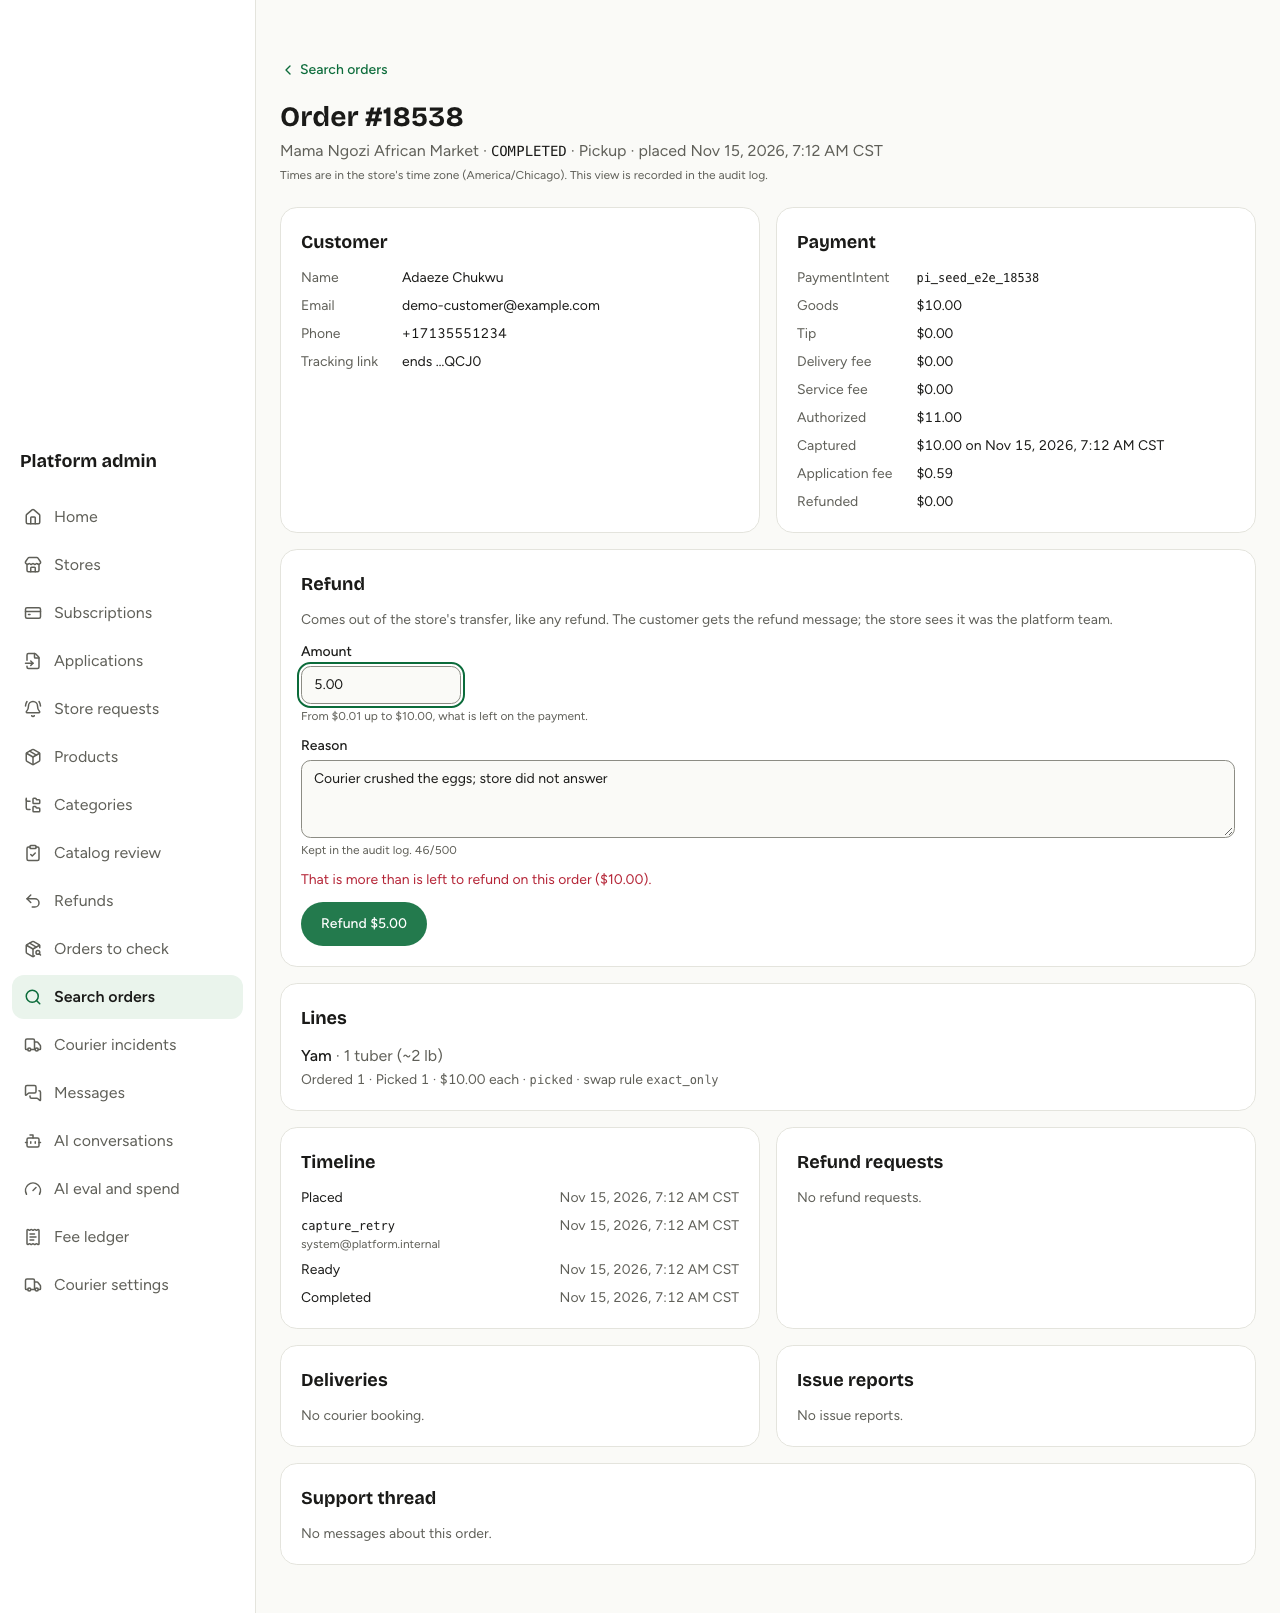 Search orders
Order #18538
Mama Ngozi African Market · COMPLETED · Pickup · placed Nov 15, 2026, 7:12 AM CST
Times are in the store's time zone (America/Chicago). This view is recorded in the audit log.
Platform admin
Home
Stores
Subscriptions
Applications
Store requests
Products
Categories
Catalog review
Refunds
Orders to check
Search orders
Courier incidents
Messages
AI conversations
AI eval and spend
Fee ledger
Courier settings
Customer
Name Adaeze Chukwu
Email demo-customer@example.com
Phone +17135551234
Tracking link ends …QCJ0
Payment
PaymentIntent pi_seed_e2e_18538
Goods $10.00
Tip $0.00
Delivery fee $0.00
Service fee $0.00
Authorized $11.00
Captured $10.00 on Nov 15, 2026, 7:12 AM CST
Application fee $0.59
Refunded $0.00
Refund
Comes out of the store's transfer, like any refund. The customer gets the refund message; the store sees it was the platform team.
Amount
5.00
From $0.01 up to $10.00, what is left on the payment.
Reason
Courier crushed the eggs; store did not answer
Kept in the audit log. 46/500
That is more than is left to refund on this order ($10.00).
Refund $5.00
Lines
Yam · 1 tuber (~2 lb)
Ordered 1 · Picked 1 · $10.00 each · picked · swap rule exact_only
Timeline
Placed Nov 15, 2026, 7:12 AM CST
capture_retry Nov 15, 2026, 7:12 AM CST
system@platform.internal
Ready Nov 15, 2026, 7:12 AM CST
Completed Nov 15, 2026, 7:12 AM CST
Refund requests
No refund requests.
Deliveries
No courier booking.
Issue reports
No issue reports.
Support thread
No messages about this order.